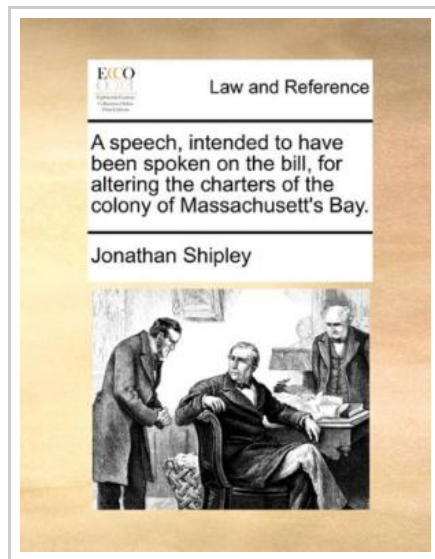 ECCO
Law and Reference
A speech, intended to have
been spoken on the bill, for
altering the charters of the
colony of Massachusett's Bay.
Jonathan Shipley